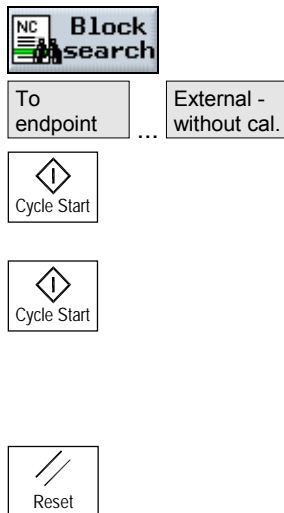 NC Block
search
To External -
endpoint ... without cal.
Cycle Start
Cycle Start
Reset